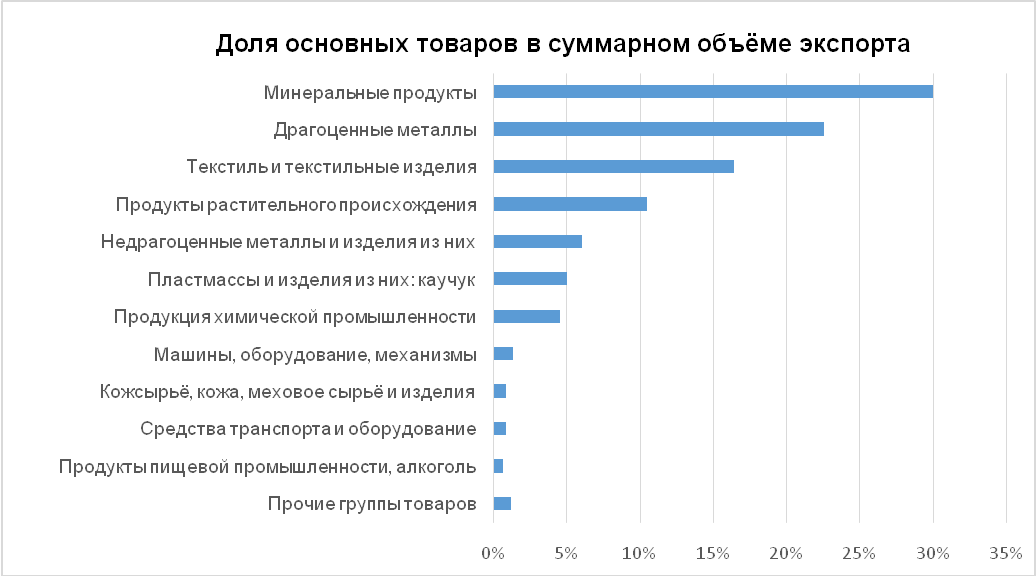 Доля основных товаров в суммарном объёме экспорта
Минеральные продукты
Драгоценные металлы
Текстиль и текстильные изделия
Продукты растительного происхождения
Недрагоценные металлы и изделия из них
Пластмассы и изделия из них: каучук
Продукция химической промышленности
Машины, оборудование, механизмы
Кожсырьё, кожа, меховое сырьё и изделия
Средства транспорта и оборудование
Продукты пищевой промышленности, алкоголь
Прочие группы товаров
0% 5% 10% 15% 20% 25% 30% 35%